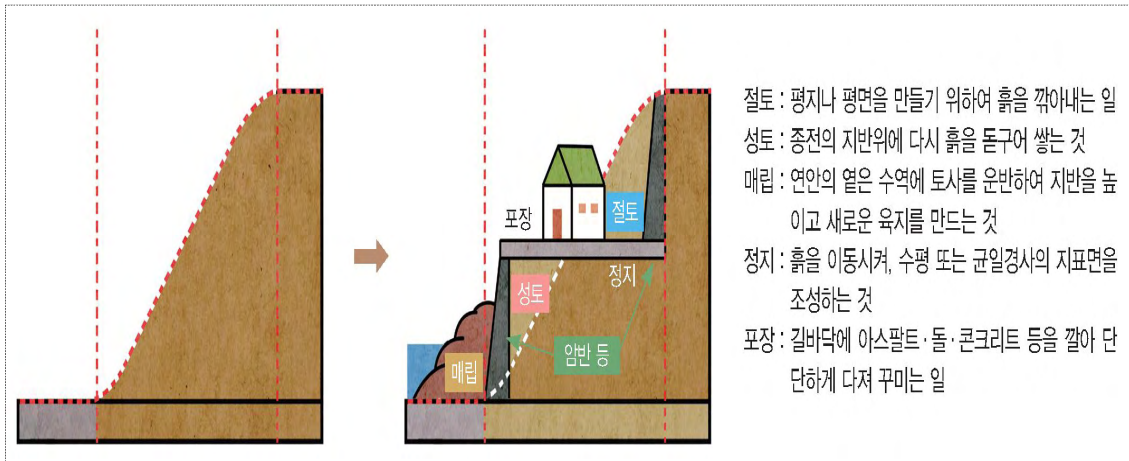 포장
절토
정지
성토
암반 등
매립
절토 : 평지나 평면을 만들기 위하여 흙을 깎아내는 일
성토 : 종전의 지반위에 다시 흙을 돋구어 쌓는 것
매립 : 연안의 옅은 수역에 토사를 운반하여 지반을 높
이고 새로운 육지를 만드는 것
정지 : 흙을 이동시켜, 수평 또는 균일경사의 지표면을
조성하는 것
포장 : 길바닥에 아스팔트·돌·콘크리트 등을 깔아 단
단하게 다져 꾸미는 일